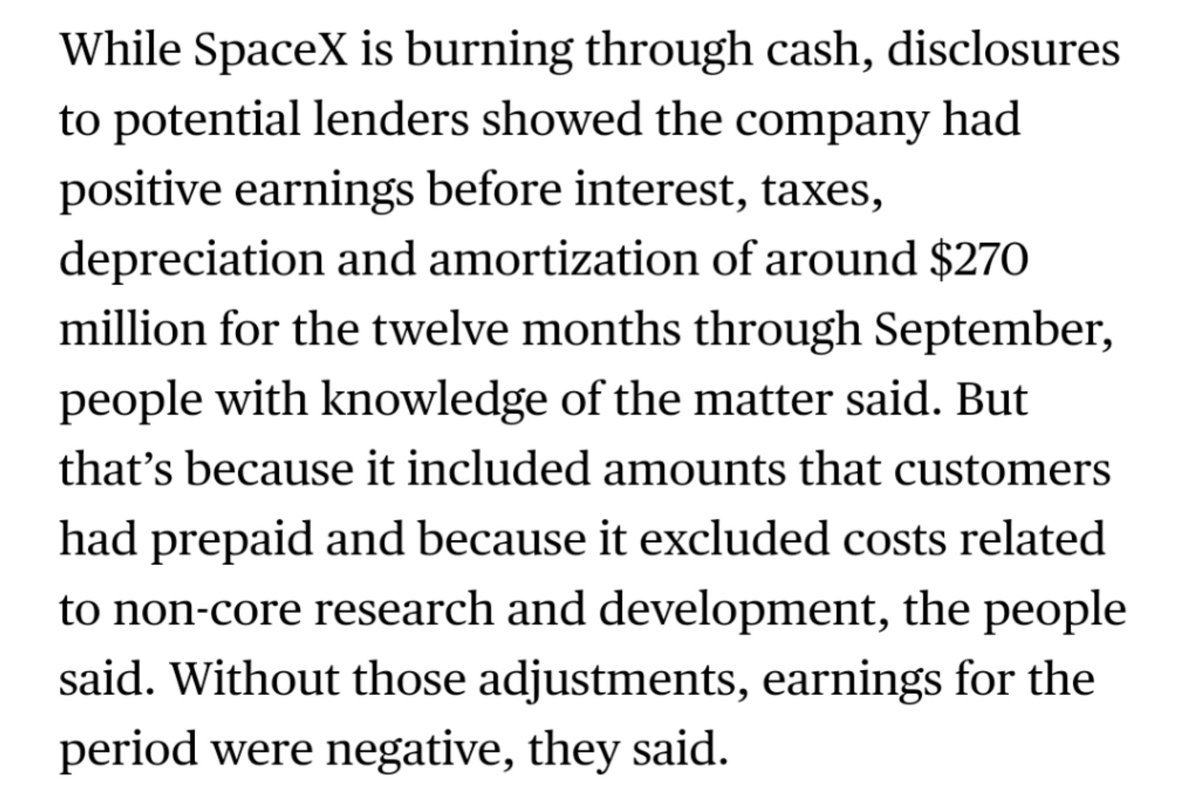 While SpaceX is burning through cash, disclosures
to potential lenders showed the company had
positive earnings before interest, taxes,
depreciation and amortization of around $270
million for the twelve months through September,
people with knowledge of the matter said. But
that’s because it included amounts that customers
had prepaid and because it excluded costs related
to non-core research and development, the people
said. Without those adjustments, earnings for the
period were negative, they said.